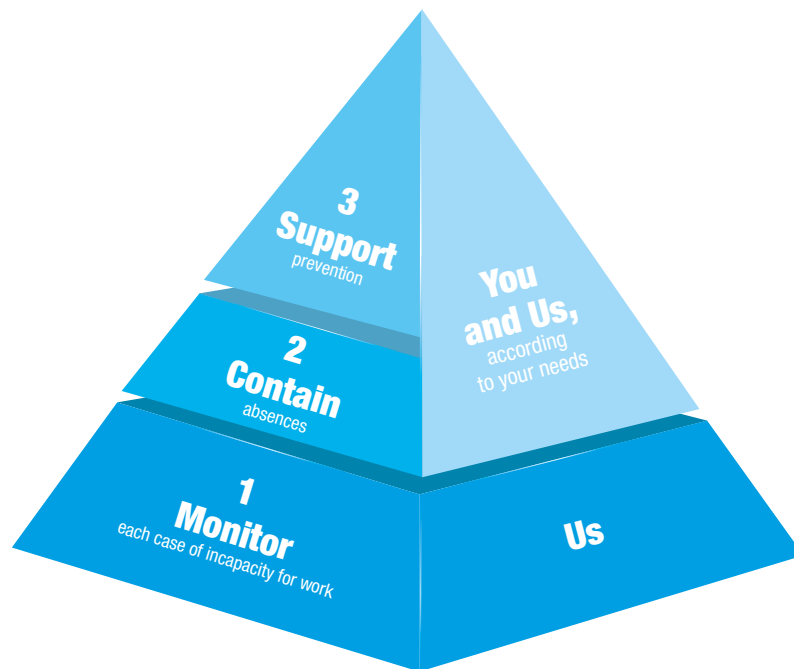 3
Support
prevention
2
Contain
absences
1
Monitor
each case of incapacity for work
You
and Us,
according
to your needs
Us